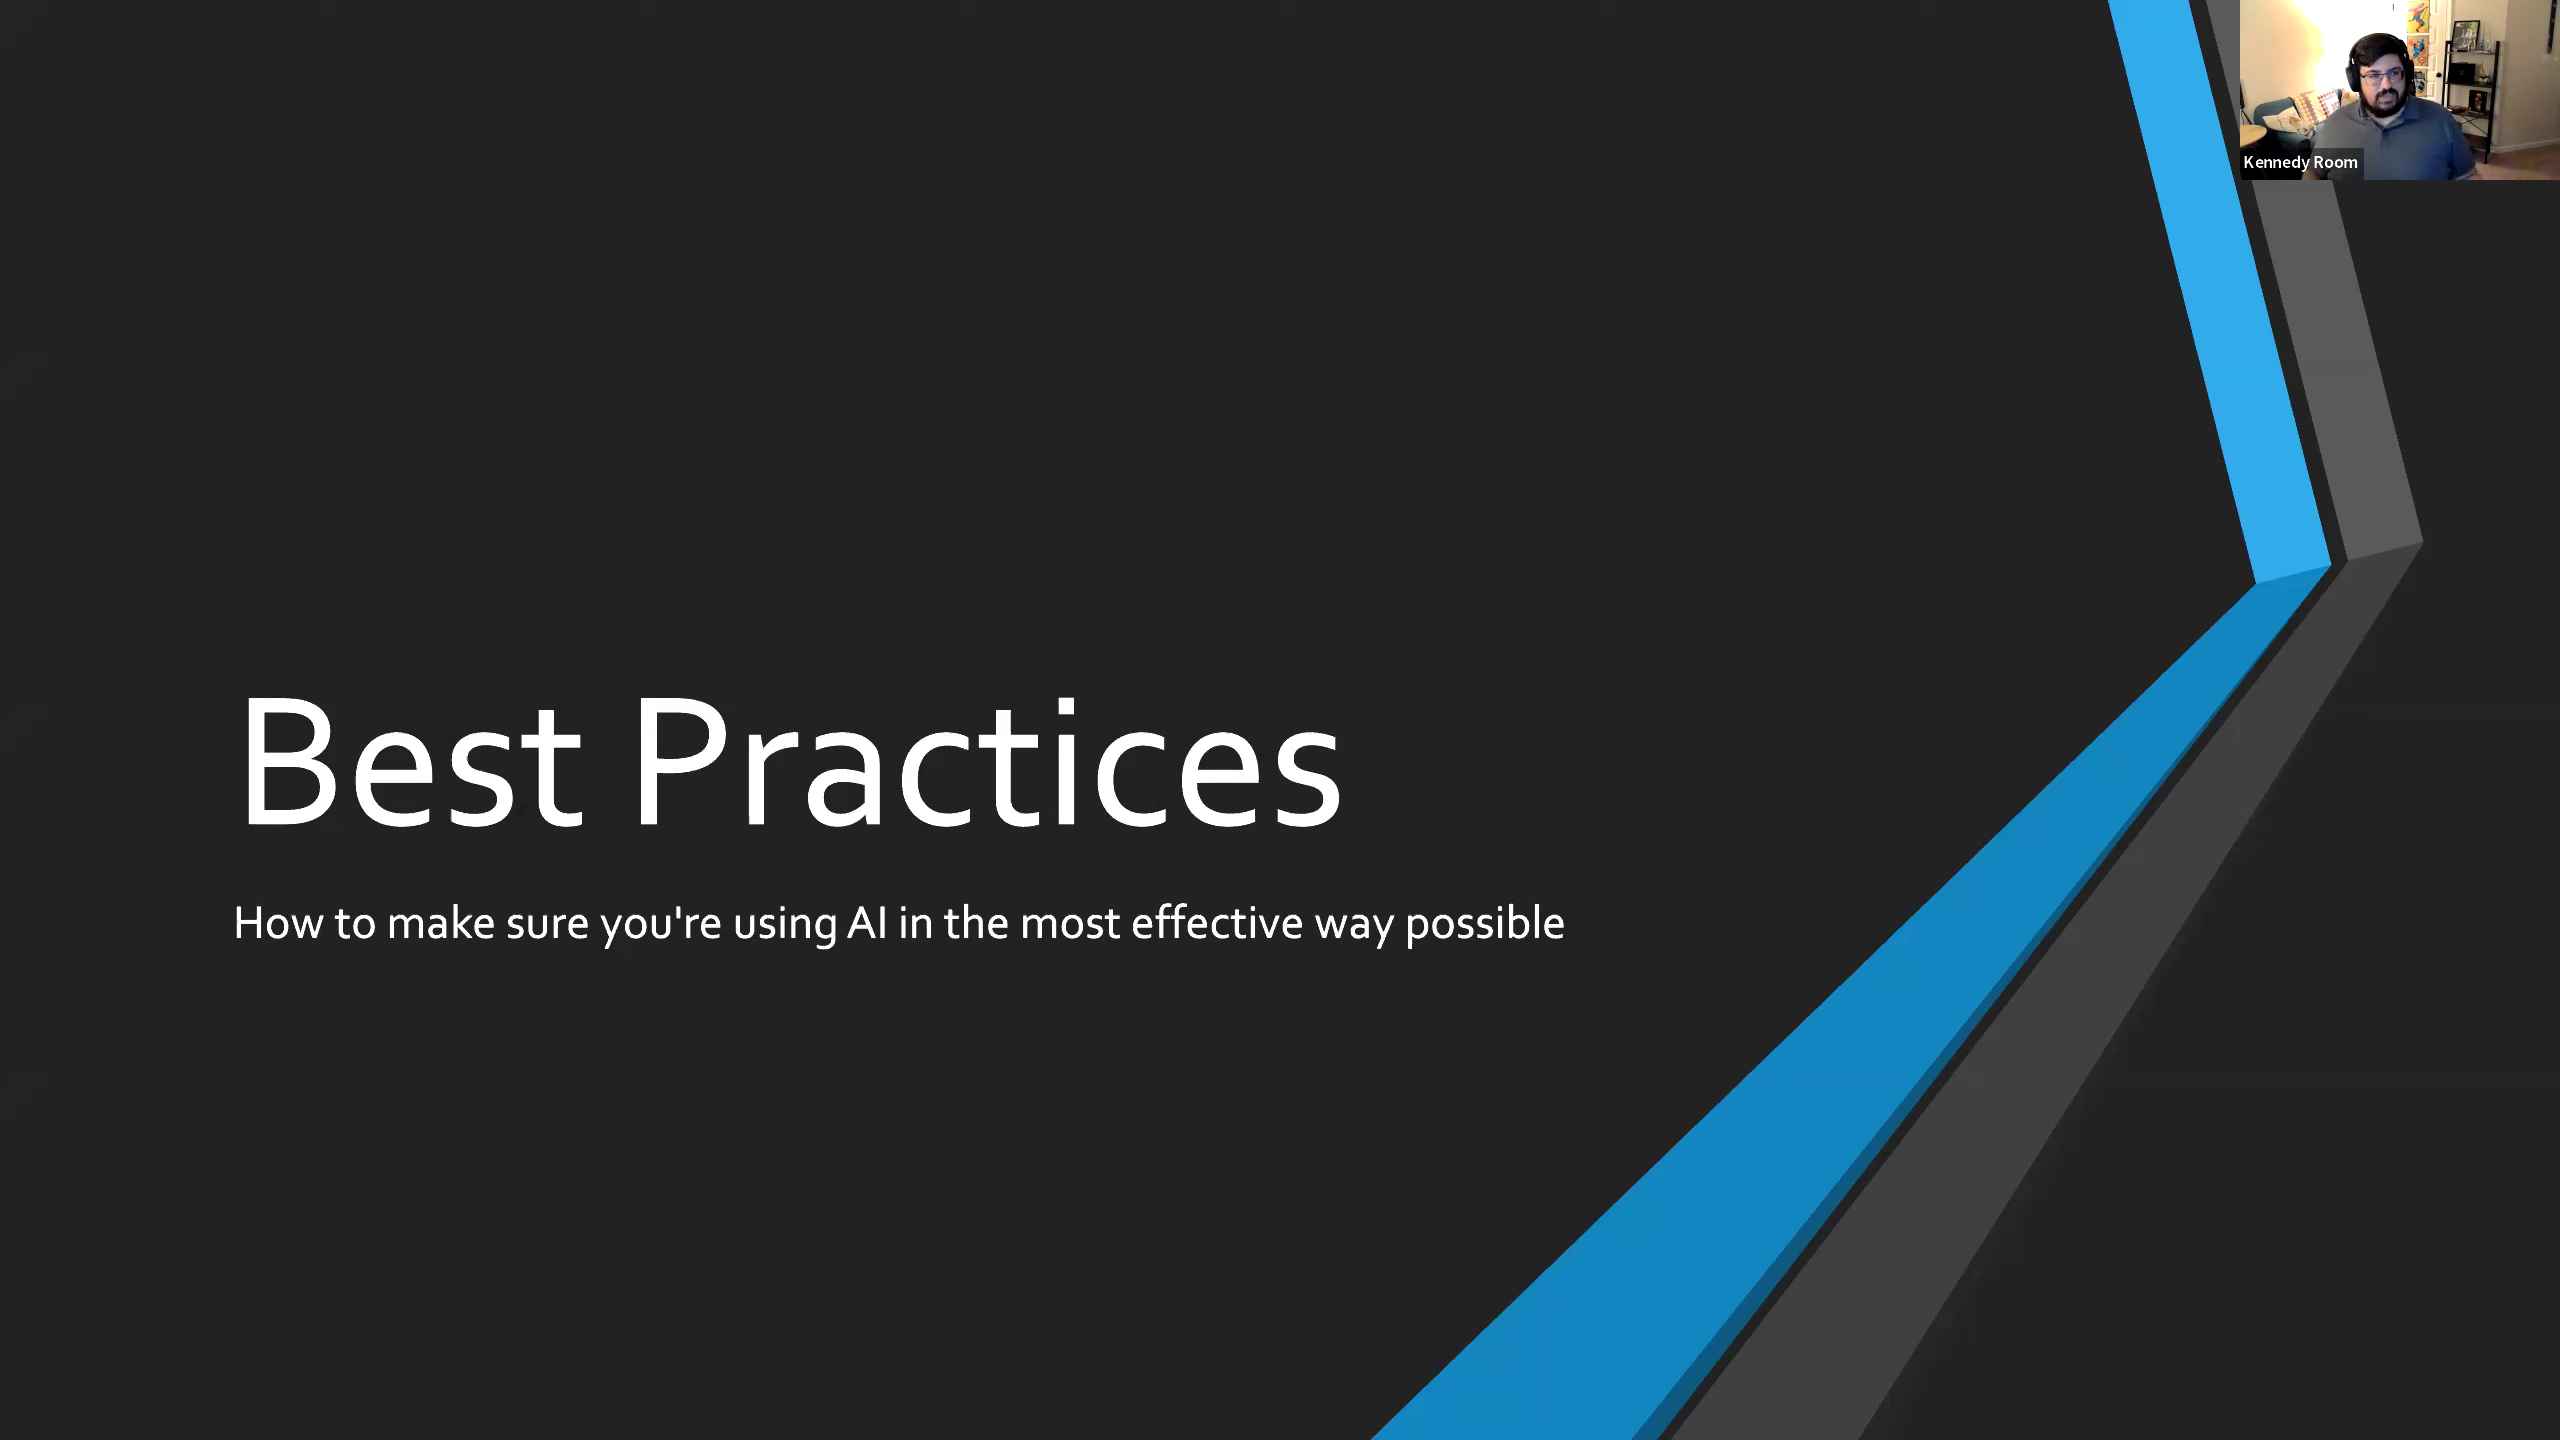 Kennedy Room
Best Practices
How to make sure you're using AI in the most effective way possible